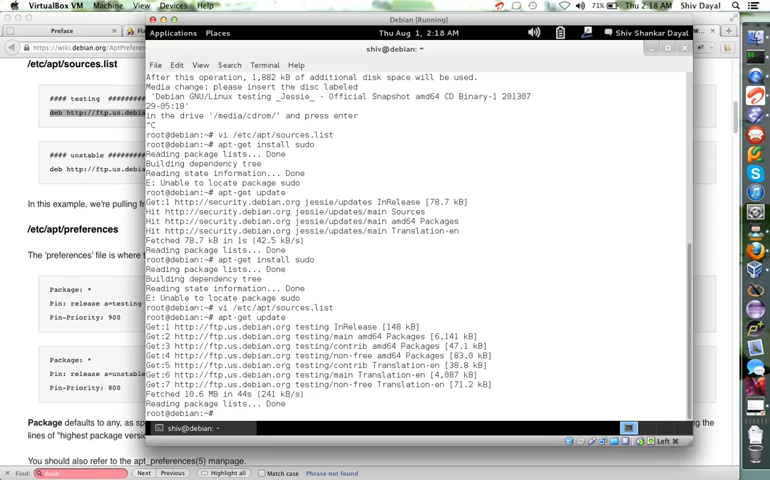 VirtualBox VM Machine View Devices Help
71% Thu 2:18 AM Shiv Dayal
Debian [Running]
Preface
https://wiki.debian.org/AptPrefere
Applications Places
Thu Aug 1, 2:18 AM
Shiv Shankar Dayal
shiv@debian: ~
File Edit View Search Terminal Help
After this operation, 1,882 kB of additional disk space will be used.
Media change: please insert the disc labeled
'Debian GNU/Linux testing _Jessie_ - Official Snapshot amd64 CD Binary-1 201307
29-05:18'
in the drive '/media/cdrom/' and press enter
^C
root@debian:~# vi /etc/apt/sources.list
root@debian:~# apt-get install sudo
Reading package lists... Done
Building dependency tree
Reading state information... Done
E: Unable to locate package sudo
root@debian:~# apt-get update
Get:1 http://security.debian.org jessie/updates InRelease [78.7 kB]
Hit http://security.debian.org jessie/updates/main Sources
Hit http://security.debian.org jessie/updates/main amd64 Packages
Hit http://security.debian.org jessie/updates/main Translation-en
Fetched 78.7 kB in 1s (42.5 kB/s)
Reading package lists... Done
root@debian:~# apt-get install sudo
Reading package lists... Done
Building dependency tree
Reading state information... Done
E: Unable to locate package sudo
root@debian:~# vi /etc/apt/sources.list
root@debian:~# apt-get update
Get:1 http://ftp.us.debian.org testing InRelease [148 kB]
Get:2 http://ftp.us.debian.org testing/main amd64 Packages [6,141 kB]
Get:3 http://ftp.us.debian.org testing/contrib amd64 Packages [47.1 kB]
Get:4 http://ftp.us.debian.org testing/non-free amd64 Packages [83.0 kB]
Get:5 http://ftp.us.debian.org testing/contrib Translation-en [38.8 kB]
Get:6 http://ftp.us.debian.org testing/main Translation-en [4,087 kB]
Get:7 http://ftp.us.debian.org testing/non-free Translation-en [71.2 kB]
Fetched 10.6 MB in 44s (241 kB/s)
Reading package lists... Done
root@debian:~#
shiv@debian: ~
Left ⌘
/etc/apt/sources.list
#### testing #########
deb http://ftp.us.debia
#### unstable #########
deb http://ftp.us.debia
In this example, we're pulling fr
/etc/apt/preferences
The 'preferences' file is where t
Package: *
Pin: release a=testing
Pin-Priority: 900
Package: *
Pin: release a=unstable
Pin-Priority: 800
Package defaults to any, as sp
ng the
lines of "highest package versi
You should also refer to the apt_preferences(5) manpage.
Find: Next Previous Highlight all Match case Phrase not found